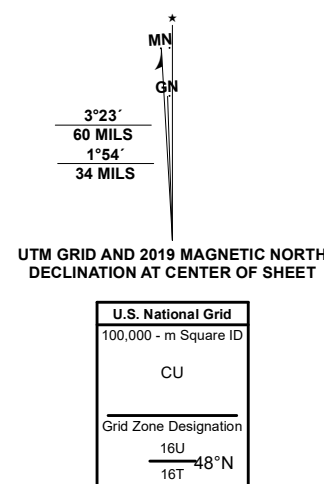 ★
MN
GN
3°23´
60 MILS
1°54´
34 MILS
UTM GRID AND 2019 MAGNETIC NORTH
DECLINATION AT CENTER OF SHEET
U.S. National Grid
100,000 - m Square ID
CU
Grid Zone Designation
16U
48°N
16T